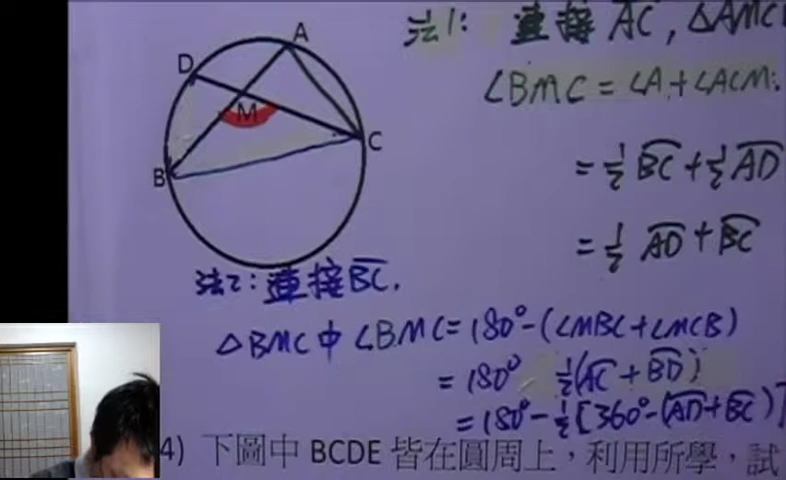 法1: 連接AC, △AMC
∠BMC = ∠A + ∠ACM.
= 1/2 BC + 1/2 AD
= 1/2 AD + BC
A
D
M
C
B
法2: 連接BC.
△BMC中 ∠BMC = 180° - (∠MBC + ∠MCB)
= 180° 1/2 (AC + BD)
= 180° - 1/2 [360° - (AD + BC)]
4) 下圖中 BCDE 皆在圓周上，利用所學，試